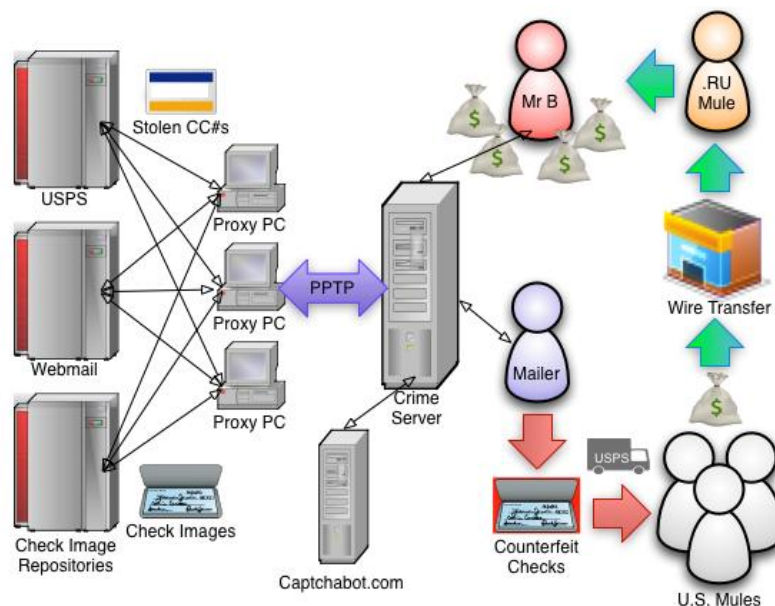 Stolen CC#s
USPS
Proxy PC
Proxy PC
Proxy PC
Webmail
Check Image
Repositories
Check Images
PPTP
Crime
Server
Captchabot.com
Mr B
$
$
$
$
.RU
Mule
Wire Transfer
$
Mailer
USPS
Counterfeit
Checks
U.S. Mules